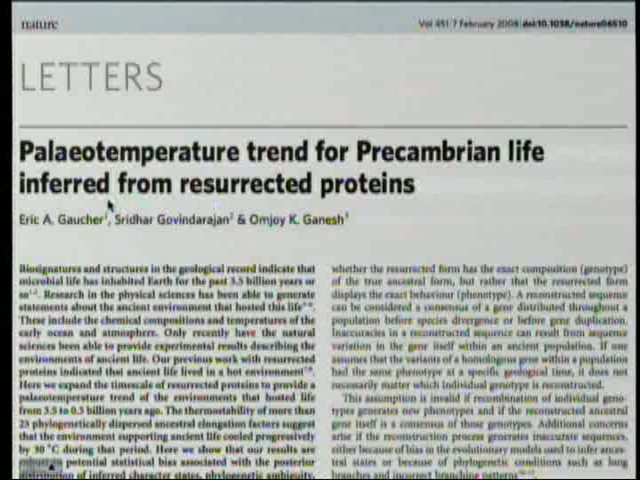 nature
Vol 451|7 February 2008|doi:10.1038/nature06510
LETTERS
Palaeotemperature trend for Precambrian life
inferred from resurrected proteins
Eric A. Gaucher¹, Sridhar Govindarajan² & Omjoy K. Ganesh³
Biosignatures and structures in the geological record indicate that
microbial life has inhabited Earth for the past 3.5 billion years or
so. Research in the physical sciences has been able to generate
statements about the ancient environment that hosted this life
These include the chemical compositions and temperatures of the
early ocean and atmosphere. Only recently have the natural
sciences been able to provide experimental results describing the
environments of ancient life. Our previous work with resurrected
proteins indicated that ancient life lived in a hot environment
Here we expand the timescale of resurrected proteins to provide a
palaeotemperature trend of the environments that hosted life
from 3.5 to 0.5 billion years ago. The thermostability of more than
25 phylogenetically dispersed ancestral elongation factors suggest
that the environment supporting ancient life cooled progressively
by 30 °C during that period. Here we show that our results are
potential statistical bias associated with the posterior
distribution of inferred character states, phylogenetic ambiguity,
whether the resurrected form has the exact composition (genotype)
of the true ancestral form, but rather that the resurrected form
displays the exact behaviour (phenotype). A reconstructed sequence
can be considered a consensus of a gene distributed throughout a
population before species divergence or before gene duplication.
Inaccuracies in a reconstructed sequence can result from sequence
variation in the gene itself within an ancient population. If one
assumes that the variants of a homologous gene within a population
had the same phenotype at a specific geological time, it does not
necessarily matter which individual genotype is reconstructed.
This assumption is invalid if recombination of individual geno-
types generates new phenotypes and if the reconstructed ancestral
gene itself is a consensus of those genotypes. Additional concerns
arise if the reconstruction process generates inaccurate sequences,
either because of bias in the evolutionary models used to infer ances-
tral states or because of phylogenetic conditions such as long
branches and incorrect branching patterns